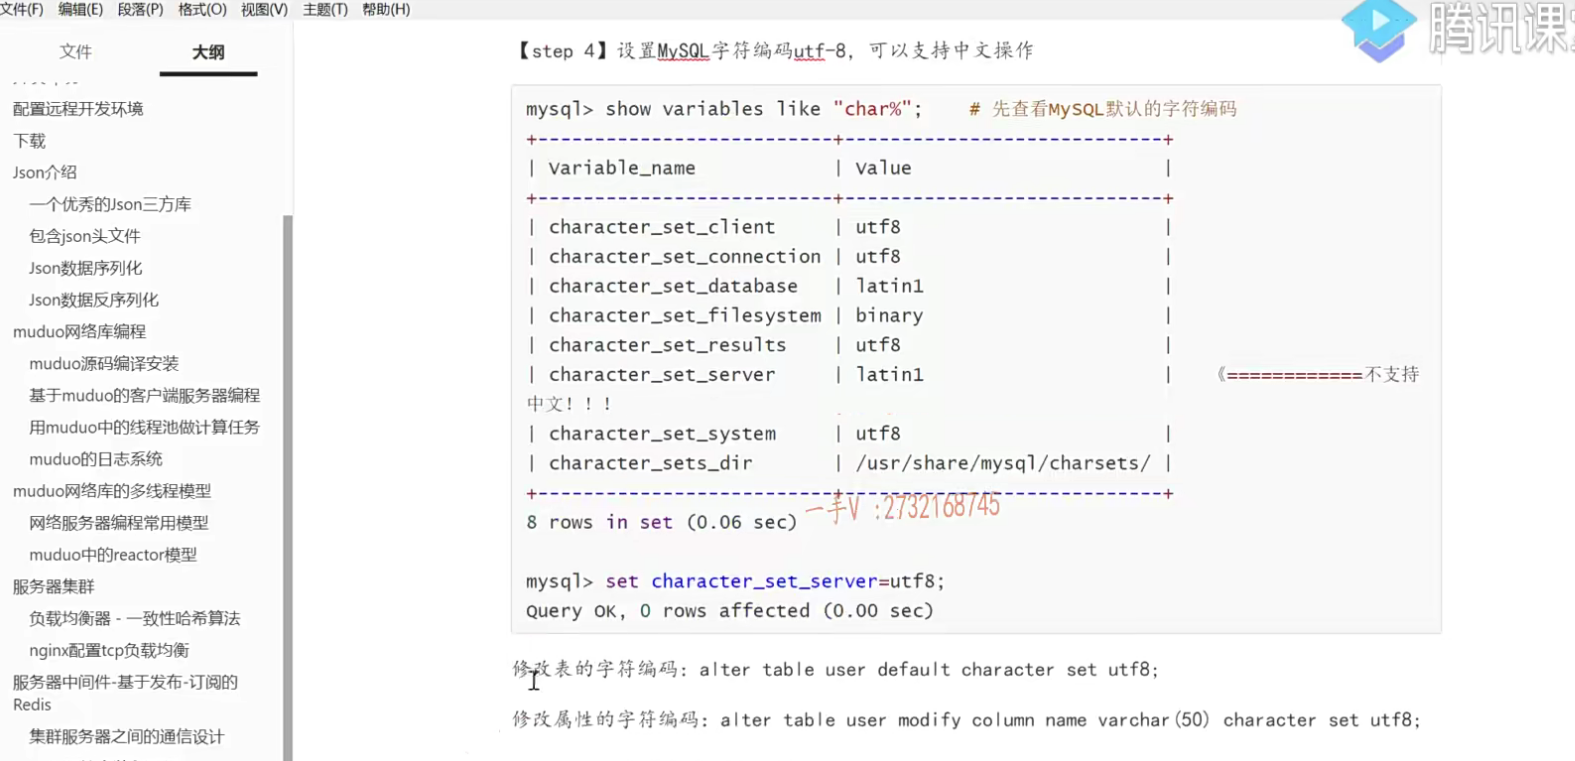 文件(F) 编辑(E) 段落(P) 格式(O) 视图(V) 主题(T) 帮助(H)
腾讯课堂
文件 大纲
配置远程开发环境
下载
Json介绍
一个优秀的Json三方库
包含json头文件
Json数据序列化
Json数据反序列化
muduo网络库编程
muduo源码编译安装
基于muduo的客户端服务器编程
用muduo中的线程池做计算任务
muduo的日志系统
muduo网络库的多线程模型
网络服务器编程常用模型
muduo中的reactor模型
服务器集群
负载均衡器 - 一致性哈希算法
nginx配置tcp负载均衡
服务器中间件-基于发布-订阅的
Redis
集群服务器之间的通信设计
【step 4】设置MySQL字符编码utf-8，可以支持中文操作
mysql> show variables like "char%"; # 先查看MySQL默认的字符编码
+--------------------------+----------------------------+
| Variable_name | Value |
+--------------------------+----------------------------+
| character_set_client | utf8 |
| character_set_connection | utf8 |
| character_set_database | latin1 |
| character_set_filesystem | binary |
| character_set_results | utf8 |
| character_set_server | latin1 | 《============不支持
中文！！！
| character_set_system | utf8 |
| character_sets_dir | /usr/share/mysql/charsets/ |
+--------------------------+----------------------------+
一手V :2732168745
8 rows in set (0.06 sec)
mysql> set character_set_server=utf8;
Query OK, 0 rows affected (0.00 sec)
修改表的字符编码：alter table user default character set utf8;
修改属性的字符编码：alter table user modify column name varchar(50) character set utf8;